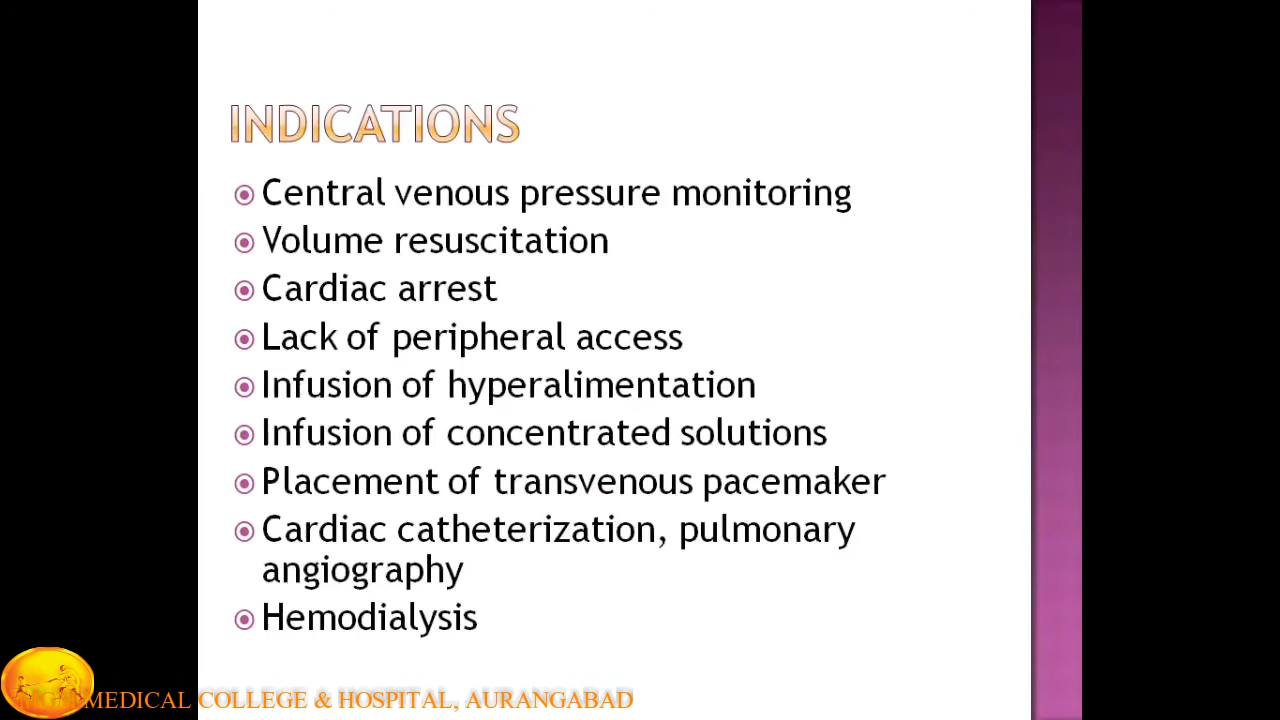 INDICATIONS
Central venous pressure monitoring
Volume resuscitation
Cardiac arrest
Lack of peripheral access
Infusion of hyperalimentation
Infusion of concentrated solutions
Placement of transvenous pacemaker
Cardiac catheterization, pulmonary
angiography
Hemodialysis
MEDICAL COLLEGE & HOSPITAL, AURANGABAD